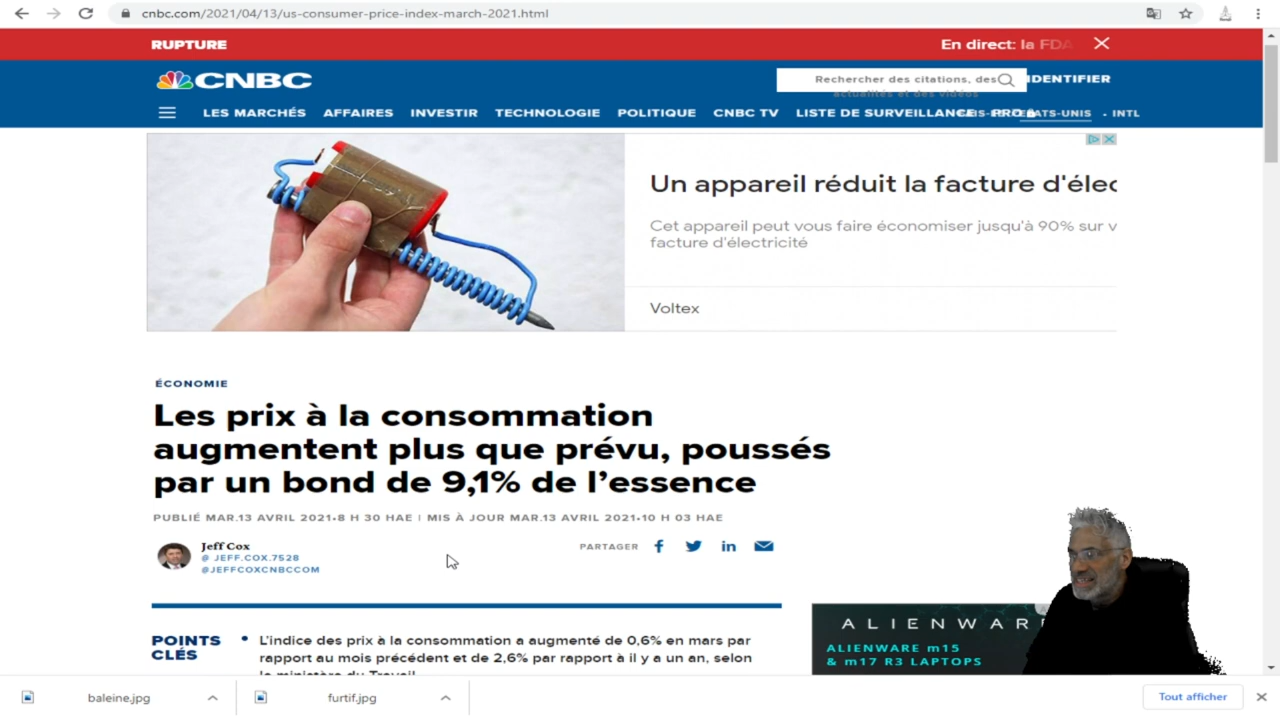 cnbc.com/2021/04/13/us-consumer-price-index-march-2021.html
RUPTURE
En direct: la FDA
CNBC
Rechercher des citations, des
actualités et des vidéos
IDENTIFIER
LES MARCHÉS AFFAIRES INVESTIR TECHNOLOGIE POLITIQUE CNBC TV LISTE DE SURVEILLANCE PRO ÉTATS-UNIS • INTL
Un appareil réduit la facture d'élec
Cet appareil peut vous faire économiser jusqu'à 90% sur v
facture d'électricité
Voltex
ÉCONOMIE
Les prix à la consommation
augmentent plus que prévu, poussés
par un bond de 9,1% de l'essence
PUBLIÉ MAR.13 AVRIL 2021•8 H 30 HAE | MIS À JOUR MAR.13 AVRIL 2021•10 H 03 HAE
Jeff Cox
@ JEFF.COX.7528
@JEFFCOXCNBCCOM
PARTAGER
POINTS
CLÉS
• L'indice des prix à la consommation a augmenté de 0,6% en mars par
rapport au mois précédent et de 2,6% par rapport à il y a un an, selon
le ministère du Travail
ALIENWAR
ALIENWARE m15
& m17 R3 LAPTOPS
baleine.jpg
furtif.jpg
Tout afficher